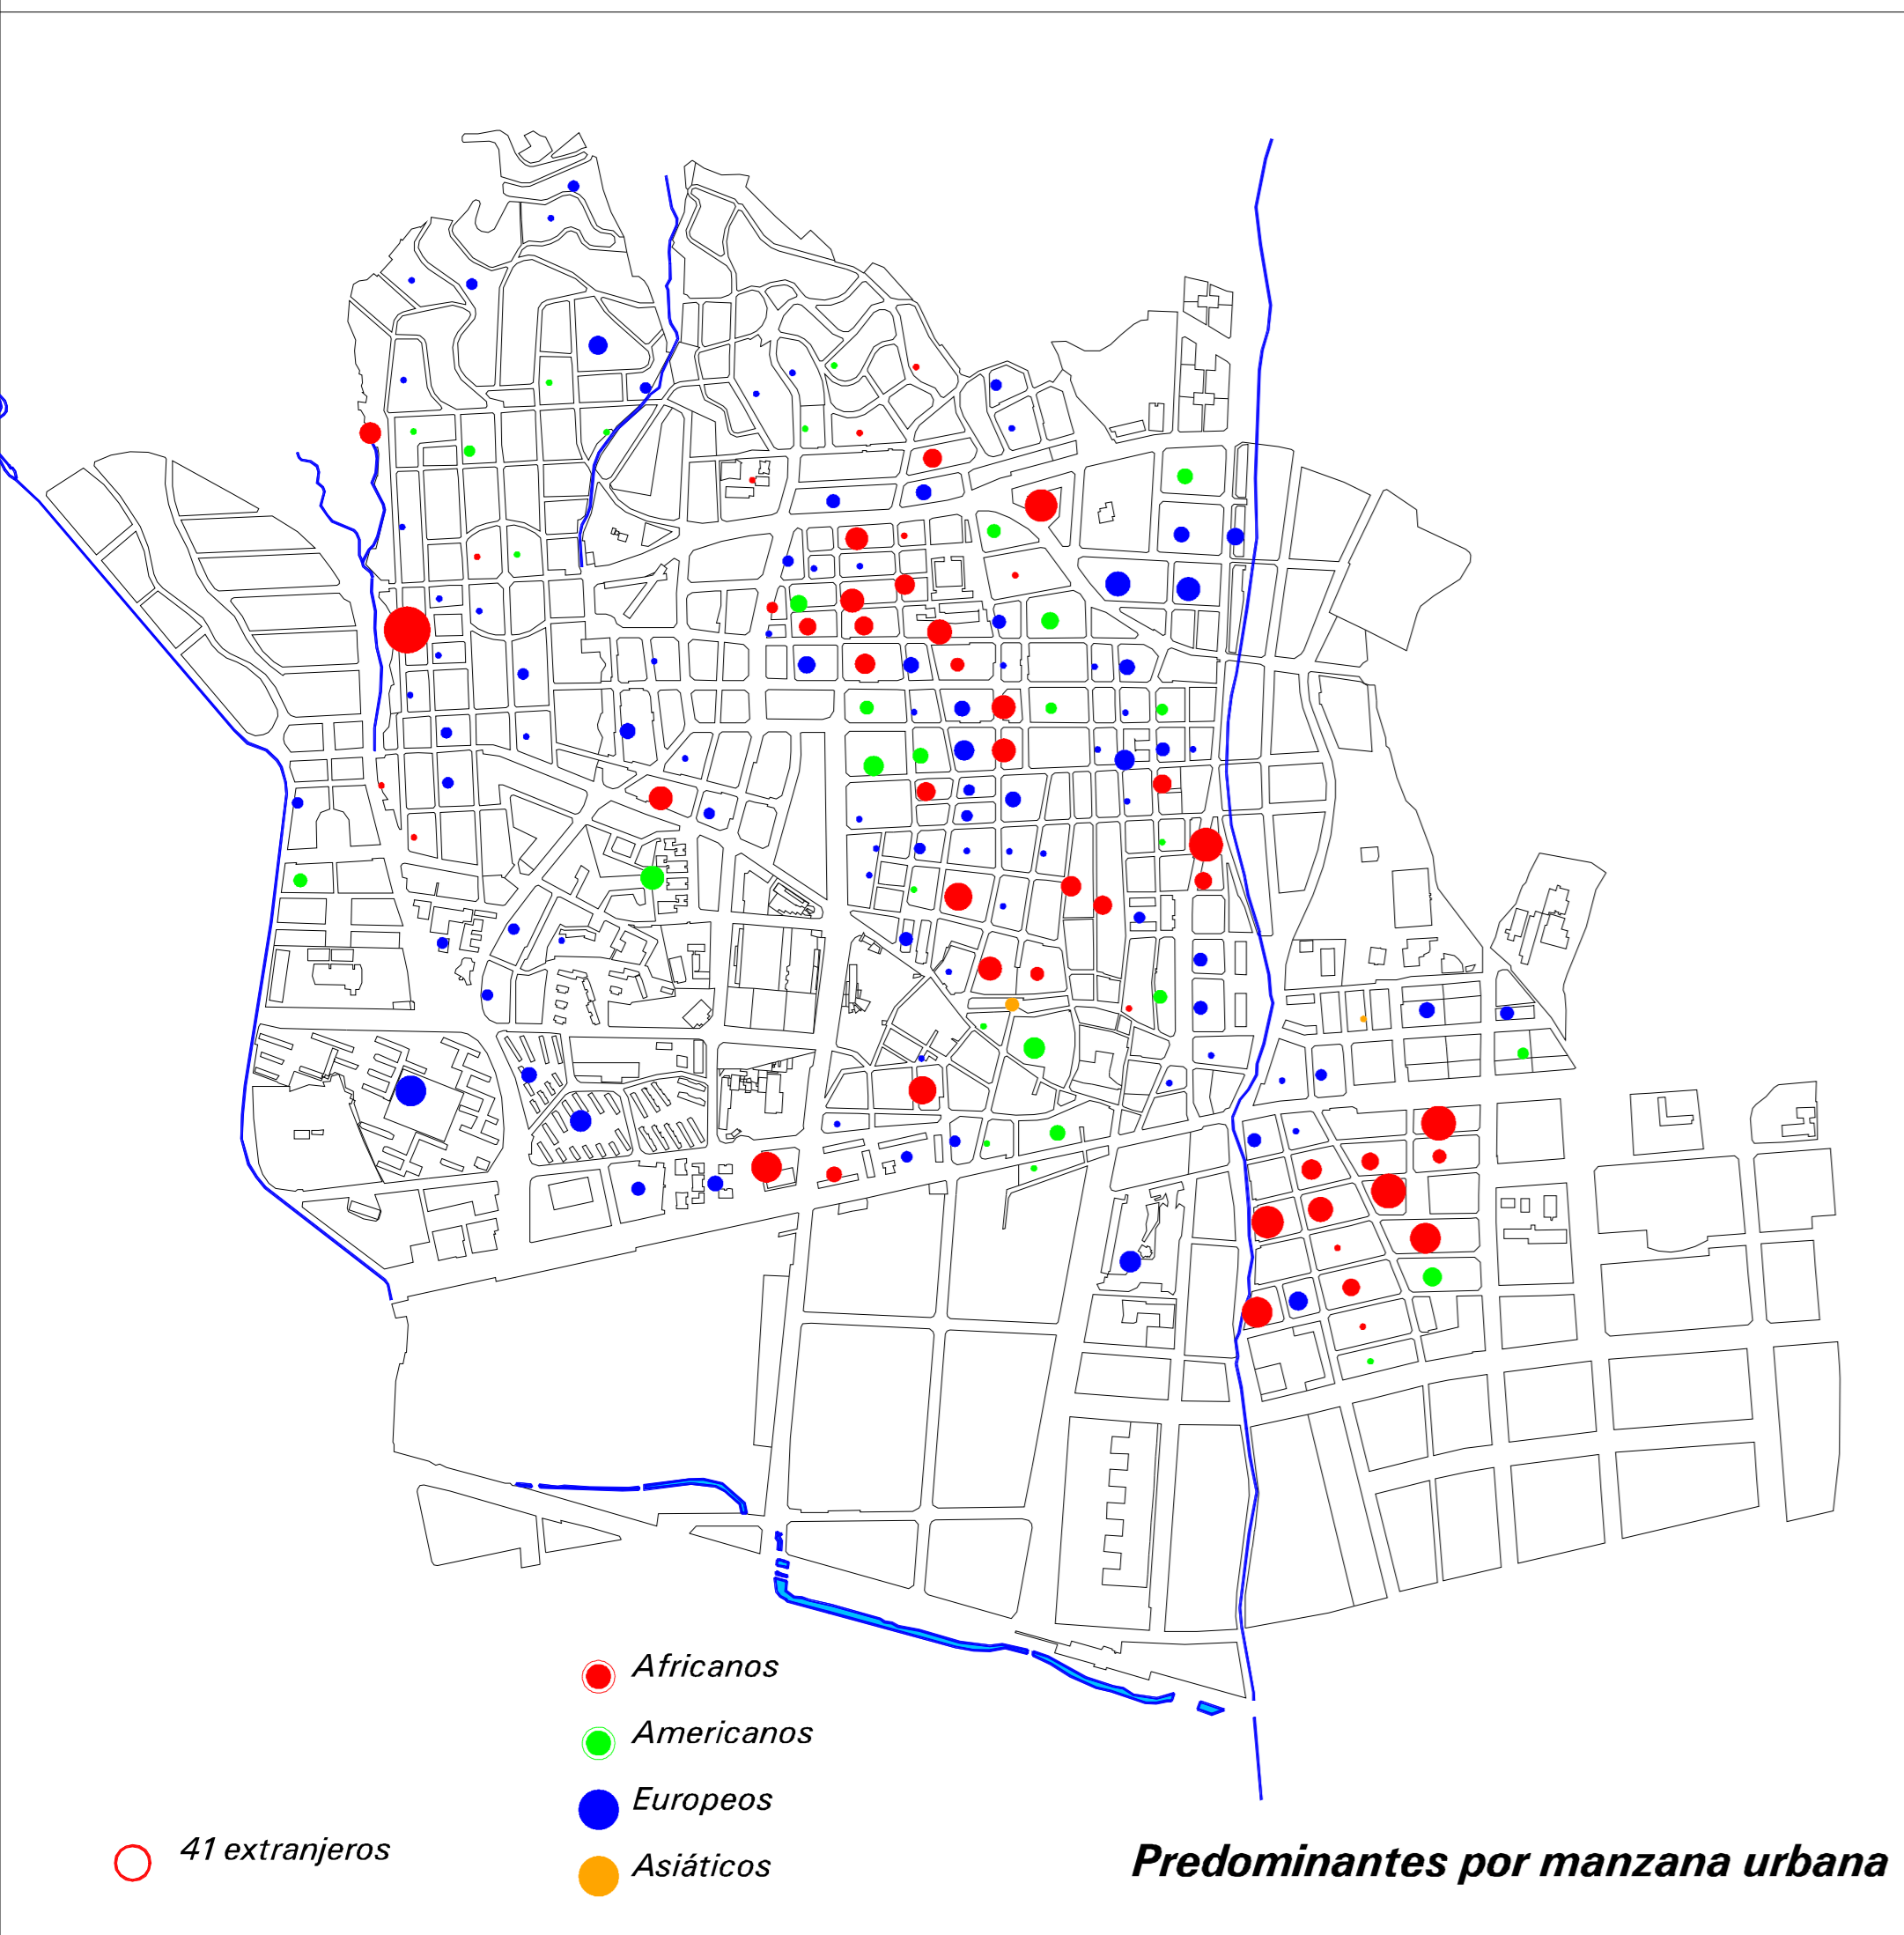 Africanos
Americanos
Europeos
41 extranjeros
Asiáticos
Predominantes por manzana urbana